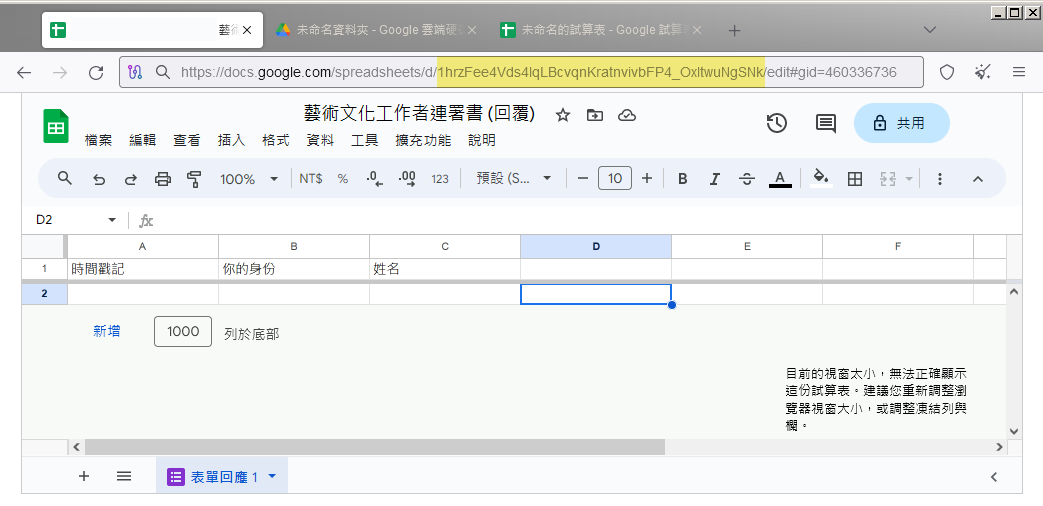 藝
未命名資料夾 - Google 雲端硬
未命名的試算表 - Google 試算
https://docs.google.com/spreadsheets/d/1hrzFee4Vds4lqLBcvqnKratnvivbFP4_OxltwuNgSNk/edit#gid=460336736
藝術文化工作者連署書 (回覆)
檔案 編輯 查看 插入 格式 資料 工具 擴充功能 說明
共用
100% NT$ % .0 .00 123 預設 (S... 10 B I A
D2 fx
A B C D E F
1 時間戳記 你的身份 姓名
2
新增 1000 列於底部
目前的視窗太小，無法正確顯示
這份試算表。建議您重新調整瀏
覽器視窗大小，或調整凍結列與
欄。
表單回應 1